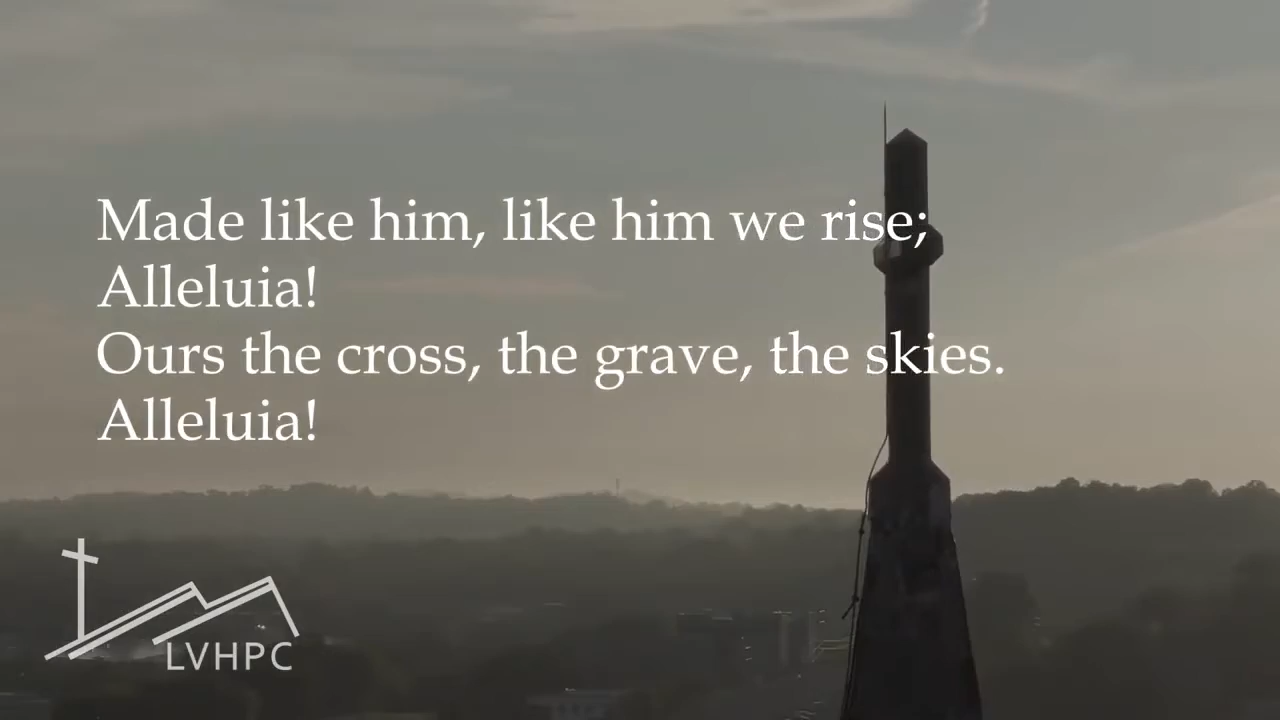 Made like him, like him we rise;
Alleluia!
Ours the cross, the grave, the skies.
Alleluia!
LVHPC